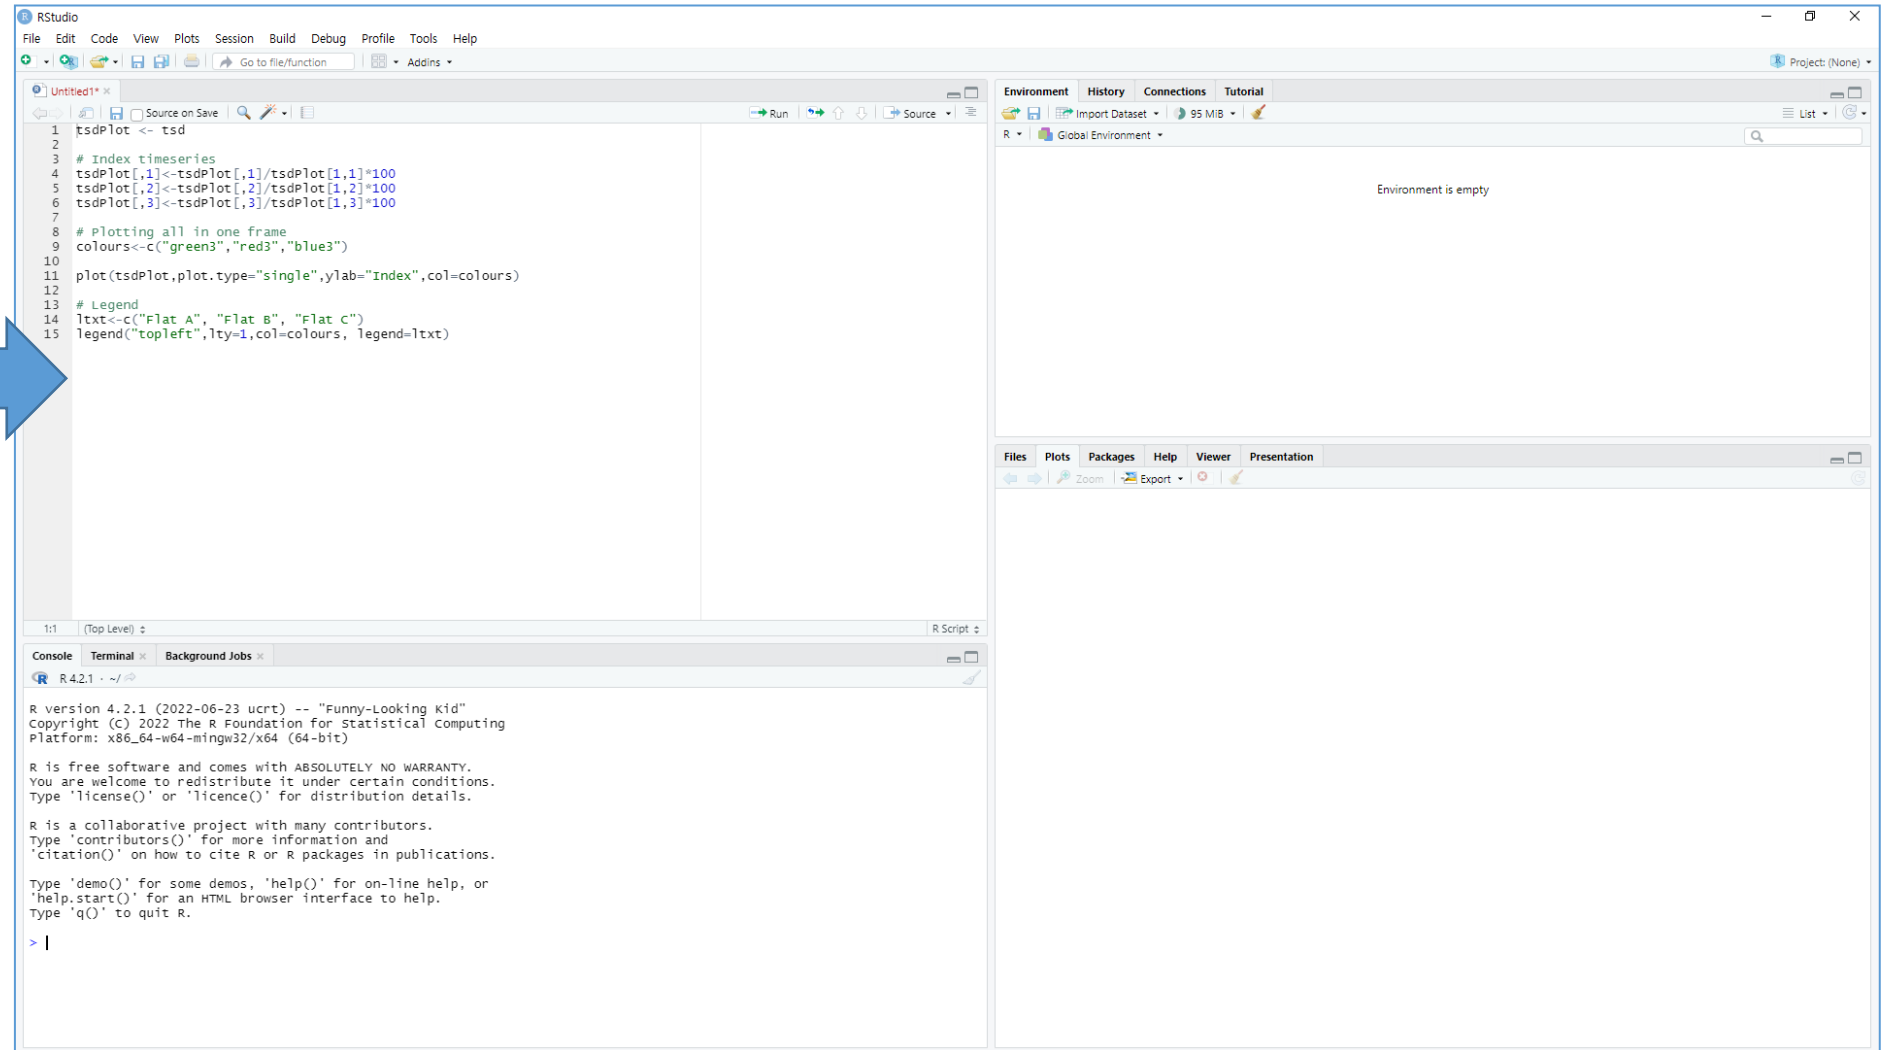 RStudio
File Edit Code View Plots Session Build Debug Profile Tools Help
Go to file/function Addins Project: (None)
Untitled1*
Source on Save Run Source
1 tsdPlot <- tsd
2
3 # Index timeseries
4 tsdPlot[,1]<-tsdPlot[,1]/tsdPlot[1,1]*100
5 tsdPlot[,2]<-tsdPlot[,2]/tsdPlot[1,2]*100
6 tsdPlot[,3]<-tsdPlot[,3]/tsdPlot[1,3]*100
7
8 # Plotting all in one frame
9 colours<-c("green3","red3","blue3")
10
11 plot(tsdPlot,plot.type="single",ylab="Index",col=colours)
12
13 # Legend
14 ltxt<-c("Flat A", "Flat B", "Flat C")
15 legend("topleft",lty=1,col=colours, legend=ltxt)
1:1 (Top Level) R Script
Console Terminal Background Jobs
R 4.2.1 · ~/
R version 4.2.1 (2022-06-23 ucrt) -- "Funny-Looking Kid"
Copyright (C) 2022 The R Foundation for Statistical Computing
Platform: x86_64-w64-mingw32/x64 (64-bit)
R is free software and comes with ABSOLUTELY NO WARRANTY.
You are welcome to redistribute it under certain conditions.
Type 'license()' or 'licence()' for distribution details.
R is a collaborative project with many contributors.
Type 'contributors()' for more information and
'citation()' on how to cite R or R packages in publications.
Type 'demo()' for some demos, 'help()' for on-line help, or
'help.start()' for an HTML browser interface to help.
Type 'q()' to quit R.
>
Environment History Connections Tutorial
Import Dataset 95 MiB List
R Global Environment
Environment is empty
Files Plots Packages Help Viewer Presentation
Zoom Export